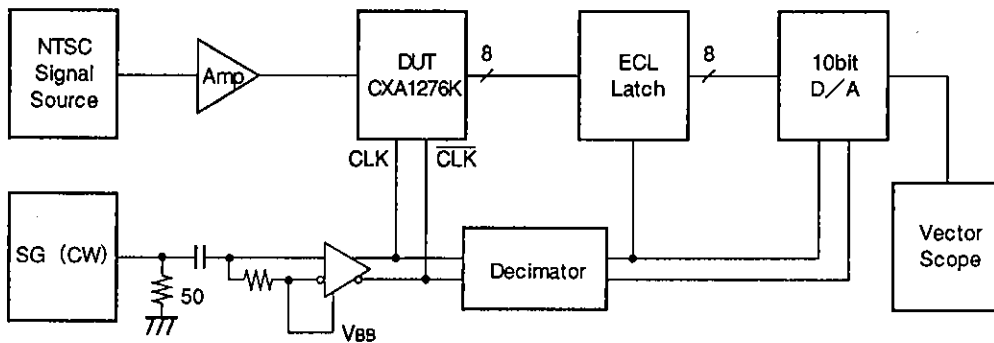 NTSC
Signal
Source
Amp
DUT
CXA1276K
8
ECL
Latch
8
10bit
D/A
CLK
CLK
SG (CW)
50
VBB
Decimator
Vector
Scope